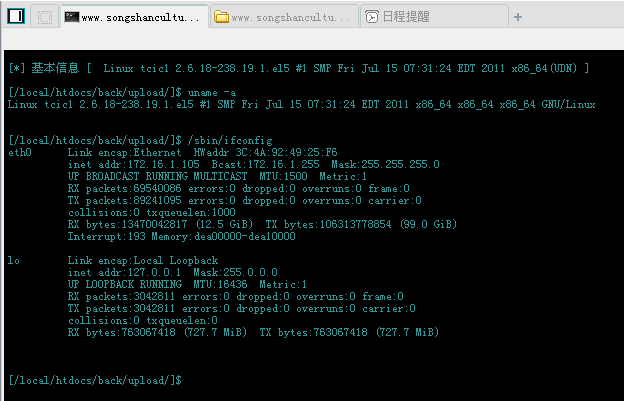 www.songshancultu...
www.songshancultu...
日程提醒
[*] 基本信息 [ Linux tcic1 2.6.18-238.19.1.el5 #1 SMP Fri Jul 15 07:31:24 EDT 2011 x86_64(UDN) ]
[/local/htdocs/back/upload/]$ uname -a
Linux tcic1 2.6.18-238.19.1.el5 #1 SMP Fri Jul 15 07:31:24 EDT 2011 x86_64 x86_64 x86_64 GNU/Linux
[/local/htdocs/back/upload/]$ /sbin/ifconfig
eth0 Link encap:Ethernet HWaddr 3C:4A:92:49:25:F6
inet addr:172.16.1.105 Bcast:172.16.1.255 Mask:255.255.255.0
UP BROADCAST RUNNING MULTICAST MTU:1500 Metric:1
RX packets:69540086 errors:0 dropped:0 overruns:0 frame:0
TX packets:89241095 errors:0 dropped:0 overruns:0 carrier:0
collisions:0 txqueuelen:1000
RX bytes:13470042817 (12.5 GiB) TX bytes:106313778854 (99.0 GiB)
Interrupt:193 Memory:dea00000-dea10000
lo Link encap:Local Loopback
inet addr:127.0.0.1 Mask:255.0.0.0
UP LOOPBACK RUNNING MTU:16436 Metric:1
RX packets:3042811 errors:0 dropped:0 overruns:0 frame:0
TX packets:3042811 errors:0 dropped:0 overruns:0 carrier:0
collisions:0 txqueuelen:0
RX bytes:763067418 (727.7 MiB) TX bytes:763067418 (727.7 MiB)
[/local/htdocs/back/upload/]$